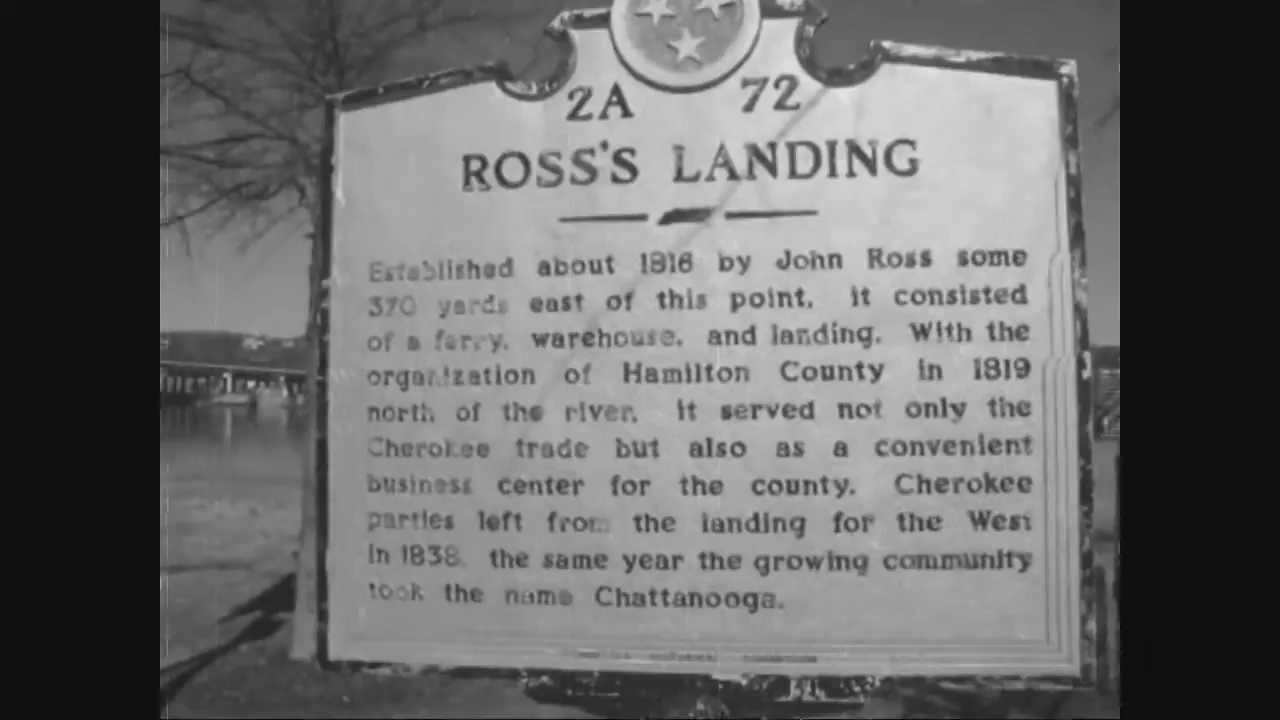 2A 72
ROSS'S LANDING
Established about 1816 by John Ross some
370 yards east of this point, it consisted
of a ferry, warehouse, and landing. With the
organization of Hamilton County in 1819
north of the river, it served not only the
Cherokee trade but also as a convenient
business center for the county. Cherokee
parties left from the landing for the West
in 1838, the same year the growing community
took the name Chattanooga.